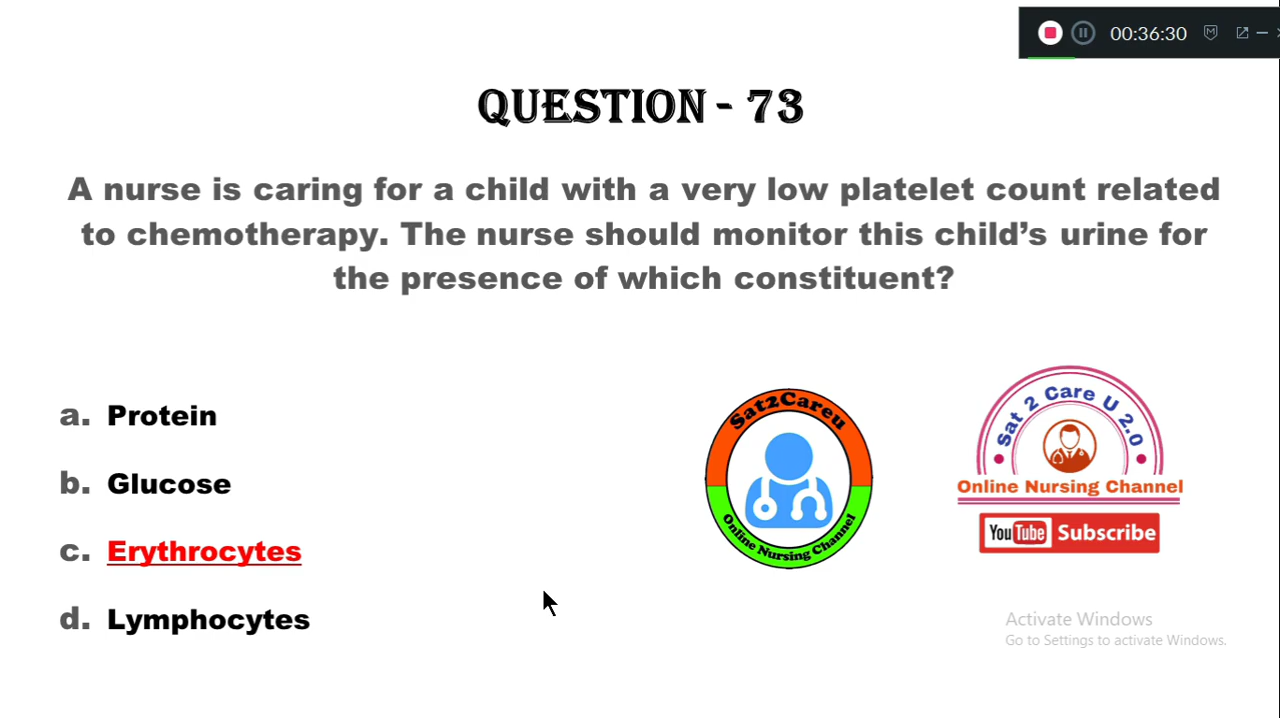 00:36:30
QUESTION - 73
A nurse is caring for a child with a very low platelet count related
to chemotherapy. The nurse should monitor this child’s urine for
the presence of which constituent?
a. Protein
b. Glucose
c. Erythrocytes
d. Lymphocytes
Sat2Careu
Online Nursing Channel
Sat 2 Care U 2.0
Online Nursing Channel
YouTube Subscribe
Activate Windows
Go to Settings to activate Windows.